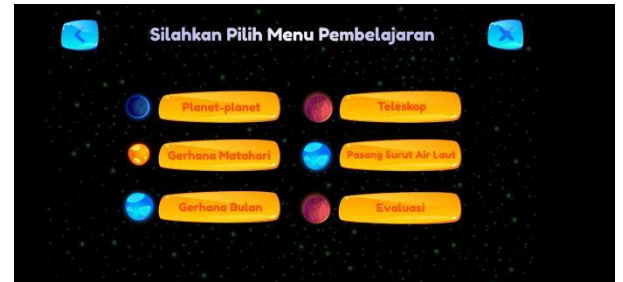 Silahkan Pilih Menu Pembelajaran
Planet-planet
Teleskop
Gerhana Matahari
Pasang Surut Air Laut
Gerhana Bulan
Evaluasi